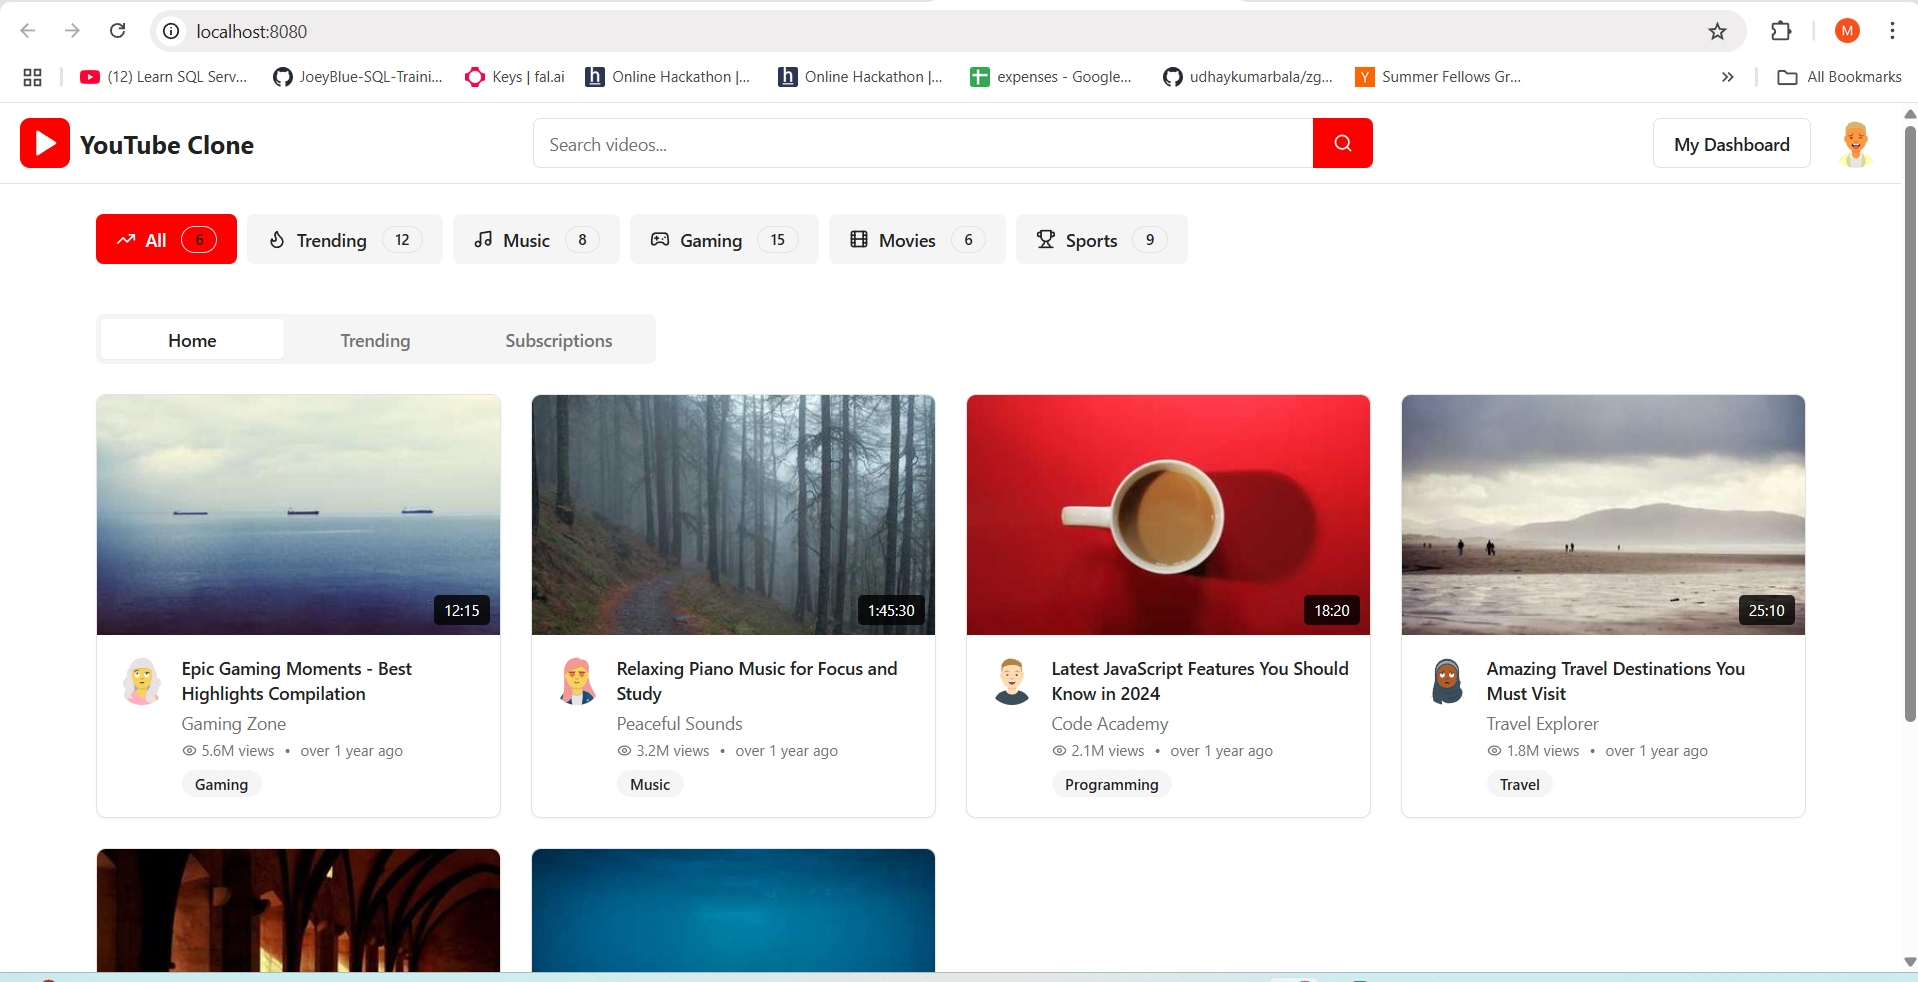 localhost:8080
M
(12) Learn SQL Serv...
JoeyBlue-SQL-Traini...
Keys | fal.ai
h
Online Hackathon |...
h
Online Hackathon |...
expenses - Google...
udhaykumarbala/zg...
Y
Summer Fellows Gr...
All Bookmarks
YouTube Clone
Search videos...
My Dashboard
All 6
Trending 12
Music 8
Gaming 15
Movies 6
Sports 9
Home
Trending
Subscriptions
12:15
1:45:30
18:20
25:10
Epic Gaming Moments - Best
Highlights Compilation
Gaming Zone
5.6M views • over 1 year ago
Gaming
Relaxing Piano Music for Focus and
Study
Peaceful Sounds
3.2M views • over 1 year ago
Music
Latest JavaScript Features You Should
Know in 2024
Code Academy
2.1M views • over 1 year ago
Programming
Amazing Travel Destinations You
Must Visit
Travel Explorer
1.8M views • over 1 year ago
Travel